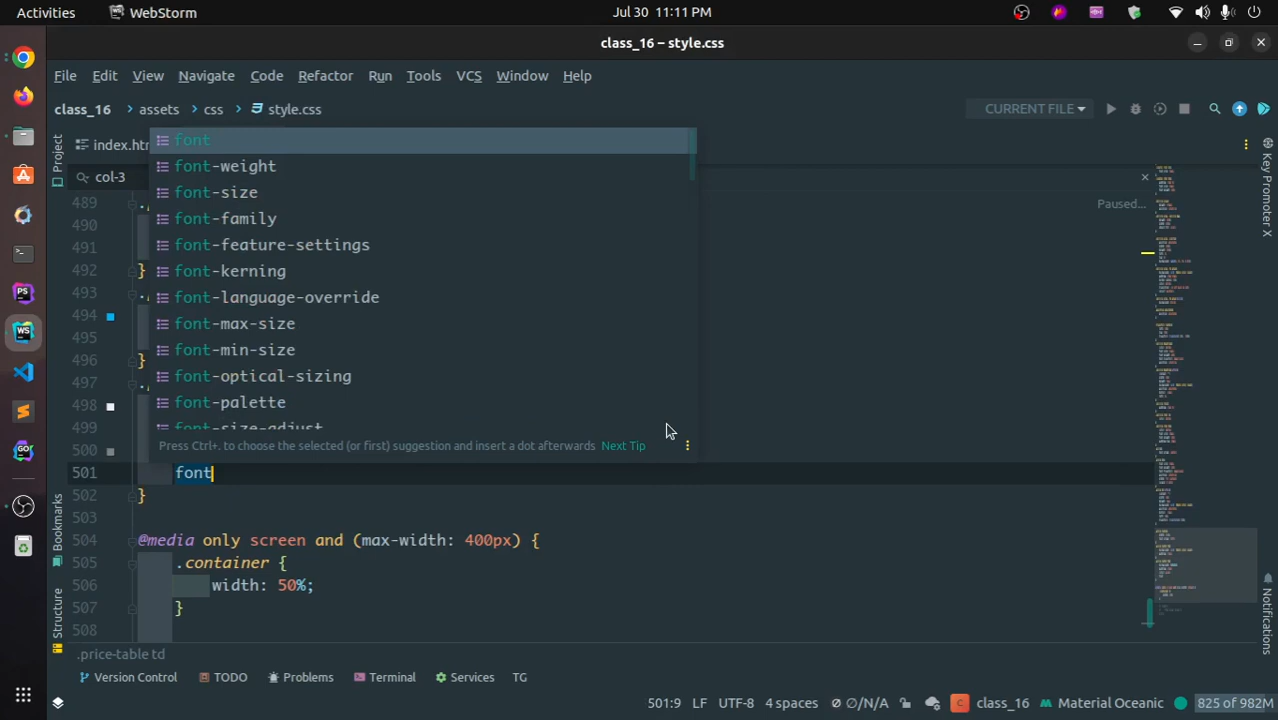 Activities
WebStorm
Jul 30 11:11 PM
class_16 – style.css
File Edit View Navigate Code Refactor Run Tools VCS Window Help
class_16 › assets › css › style.css
CURRENT FILE
Project
index.ht
font
font-weight
font-size
font-family
font-feature-settings
font-kerning
font-language-override
font-max-size
font-min-size
font-optical-sizing
font-palette
font-size-adjust
Press Ctrl+. to choose the selected (or first) suggestion and insert a dot afterwards Next Tip
col-3
Paused...
Key Promoter X
489
490
491
492 }
493
494
495
496 }
497
498
499
500
501 font
502 }
503
504 @media only screen and (max-width: 400px) {
505 .container {
506 width: 50%;
507 }
508
.price-table td
Bookmarks
Structure
Notifications
Version Control TODO Problems Terminal Services TG
501:9 LF UTF-8 4 spaces ∅/N/A class_16 Material Oceanic 825 of 982M